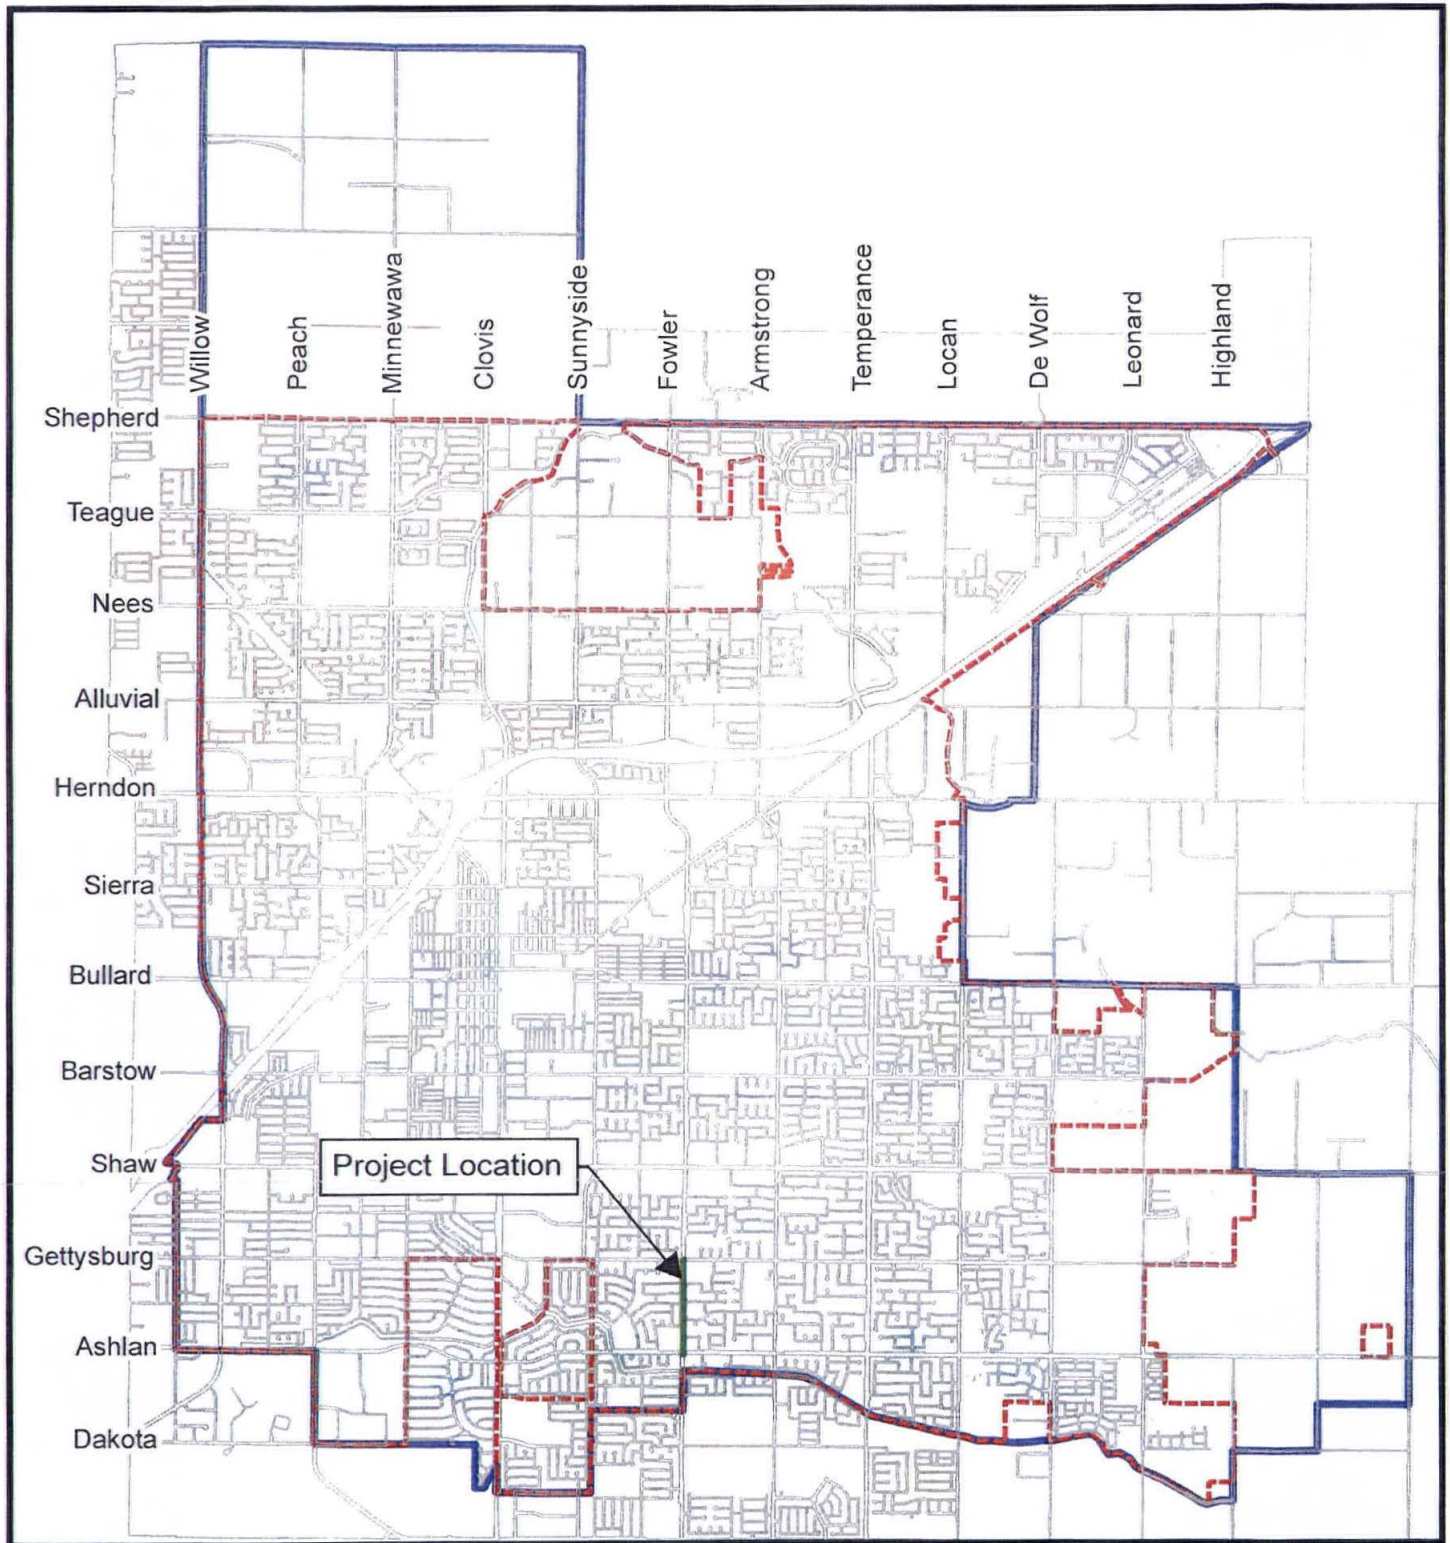 Willow
Peach
Minnewawa
Clovis
Sunnyside
Fowler
Armstrong
Temperance
Locan
De Wolf
Leonard
Highland
Shepherd
Teague
Nees
Alluvial
Herndon
Sierra
Bullard
Barstow
Shaw
Project Location
Gettysburg
Ashlan
Dakota